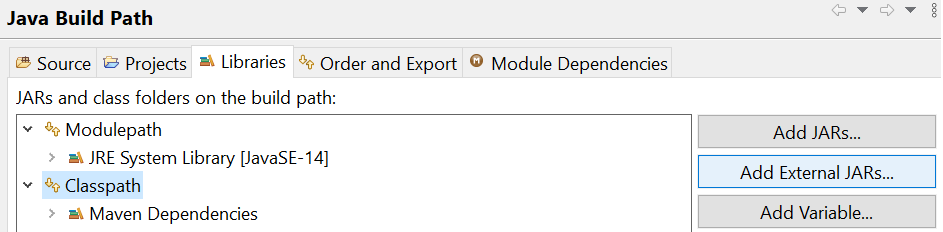 Java Build Path
Source Projects Libraries Order and Export Module Dependencies
JARs and class folders on the build path:
Modulepath
JRE System Library [JavaSE-14]
Classpath
Maven Dependencies
Add JARs...
Add External JARs...
Add Variable...